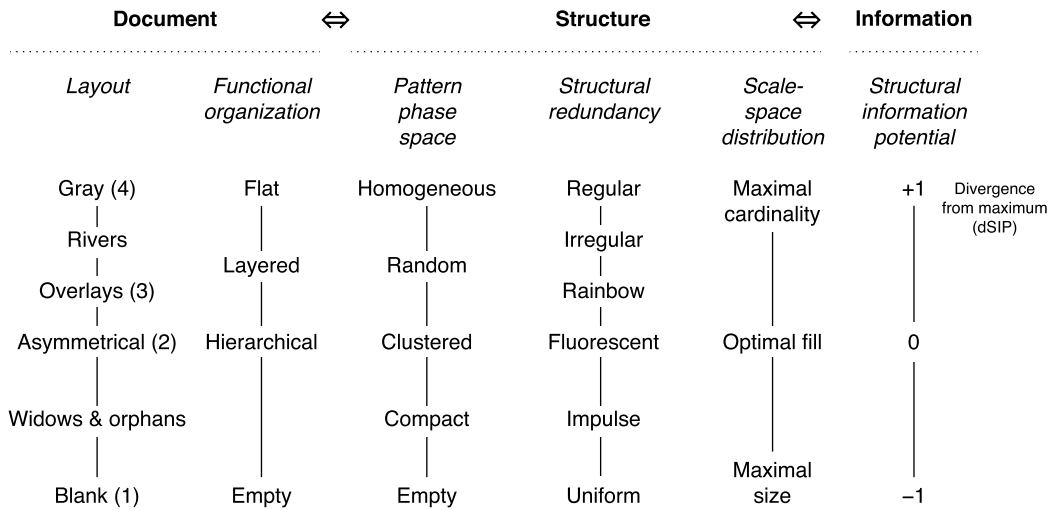 Document ⇔ Structure ⇔ Information
Layout
Functional
organization
Pattern
phase
space
Structural
redundancy
Scale-
space
distribution
Structural
information
potential
Gray (4)
Rivers
Overlays (3)
Asymmetrical (2)
Widows & orphans
Blank (1)
Flat
Layered
Hierarchical
Empty
Homogeneous
Random
Clustered
Compact
Empty
Regular
Irregular
Rainbow
Fluorescent
Impulse
Uniform
Maximal
cardinality
Optimal fill
Maximal
size
+1
0
−1
Divergence
from maximum
(dSIP)